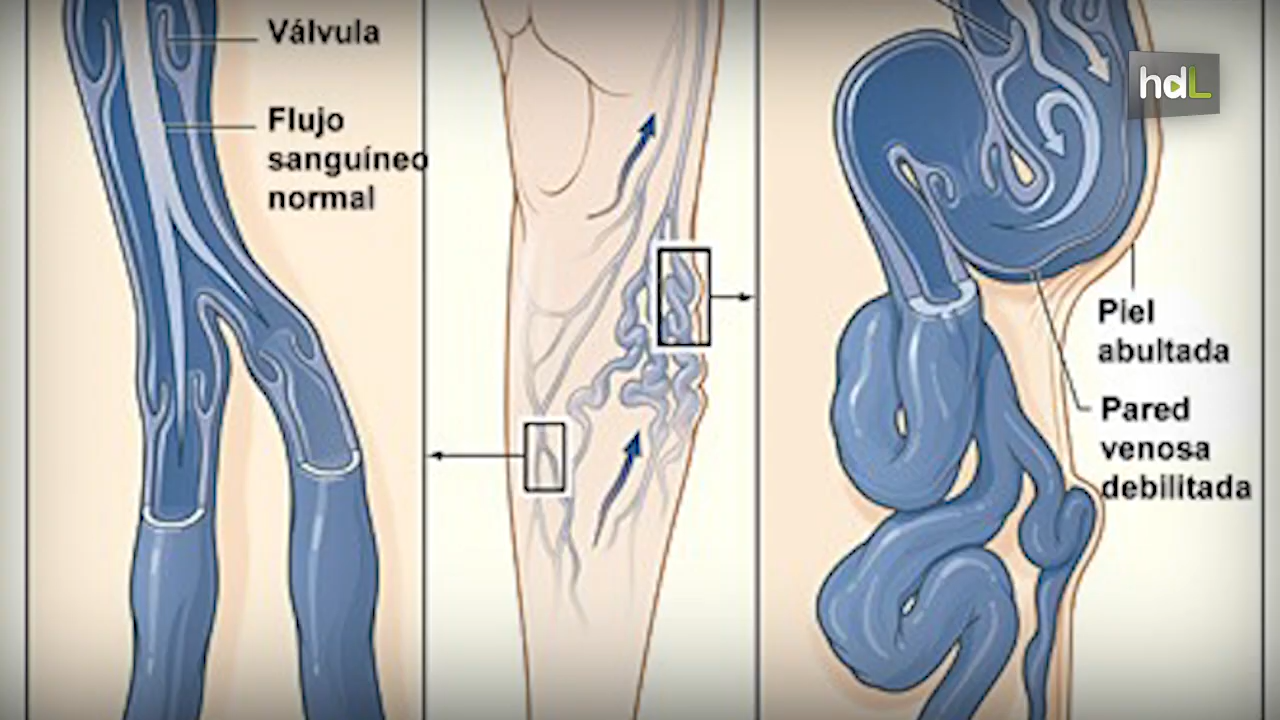 Válvula
Flujo
sanguíneo
normal
hdL
Piel
abultada
Pared
venosa
debilitada